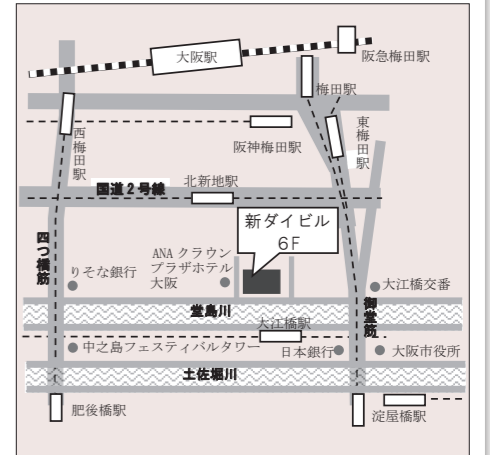 大阪駅
阪急梅田駅
梅田駅
西梅田駅
阪神梅田駅
東梅田駅
国道2号線
北新地駅
新ダイビル
6F
四つ橋筋
りそな銀行
ANA クラウン
プラザホテル
大阪
大江橋交番
堂島川
御堂筋
大江橋駅
中之島フェスティバルタワー
日本銀行
大阪市役所
土佐堀川
肥後橋駅
淀屋橋駅